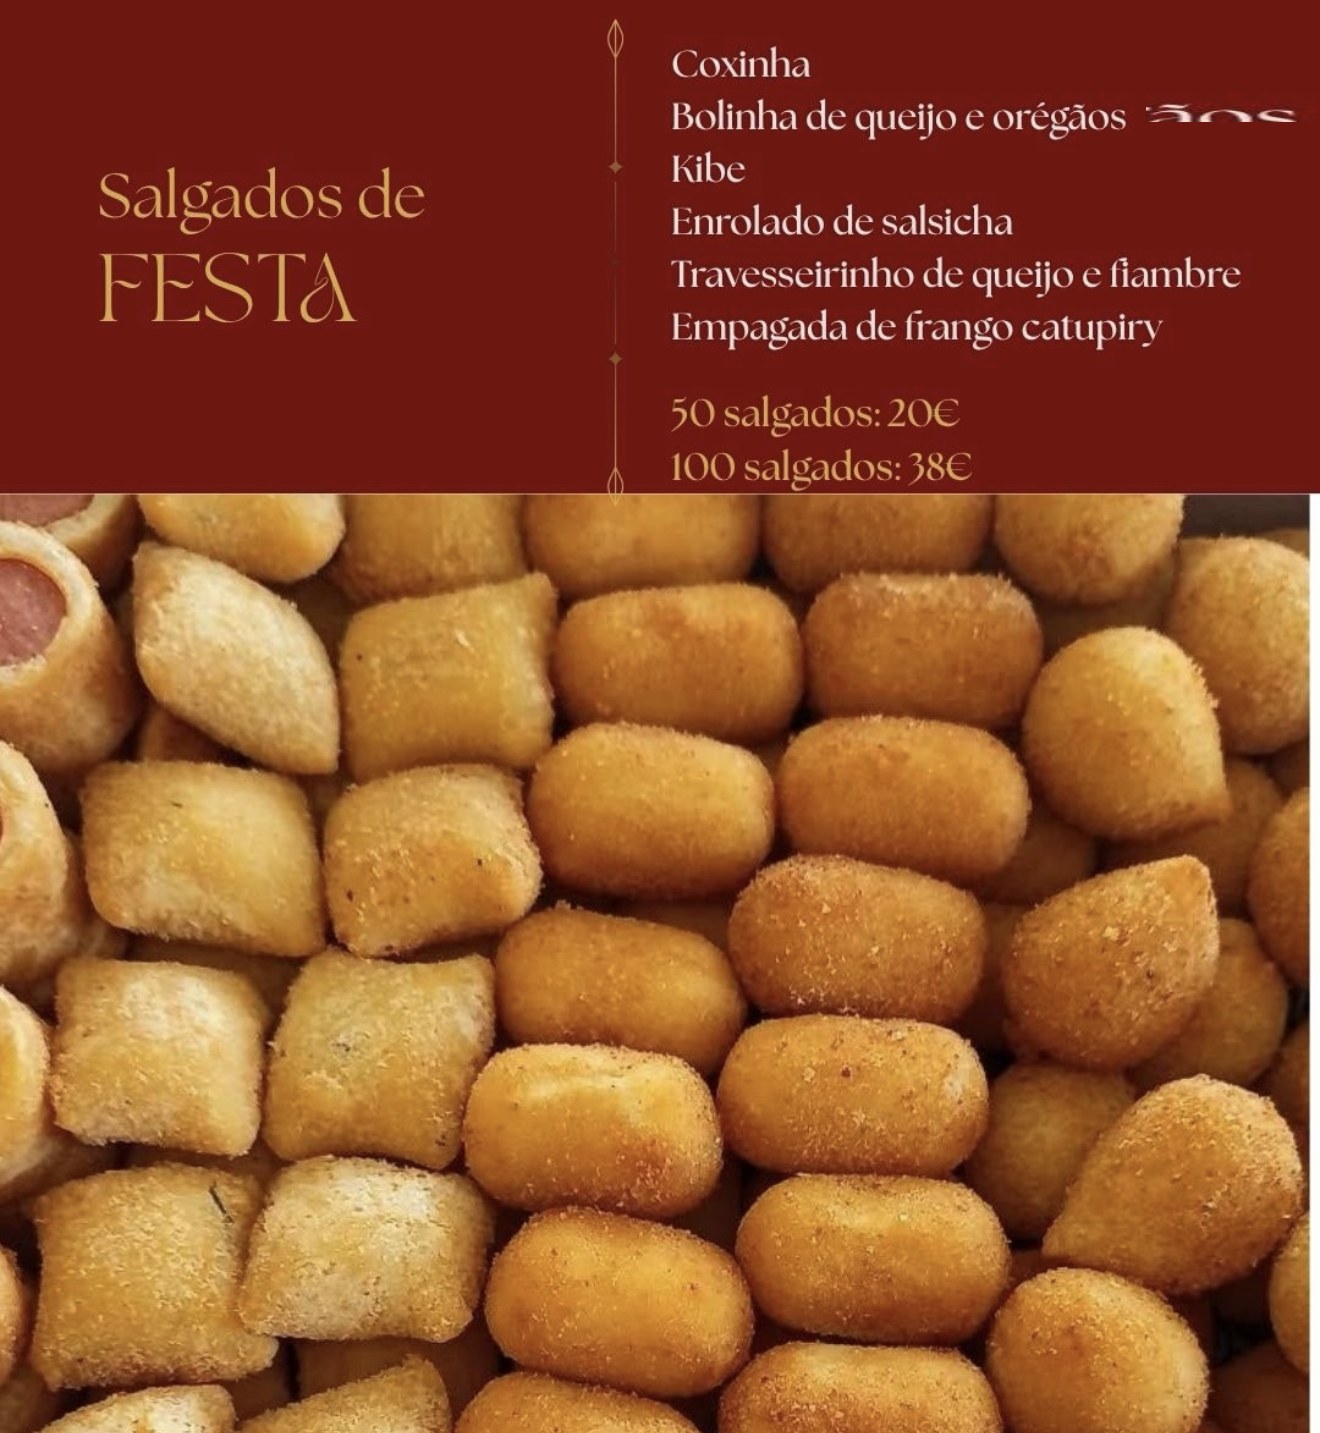 Salgados de
FESTA
Coxinha
Bolinha de queijo e orégãos ãos
Kibe
Enrolado de salsicha
Travesseirinho de queijo e fiambre
Empagada de frango catupiry
50 salgados: 20€
100 salgados: 38€